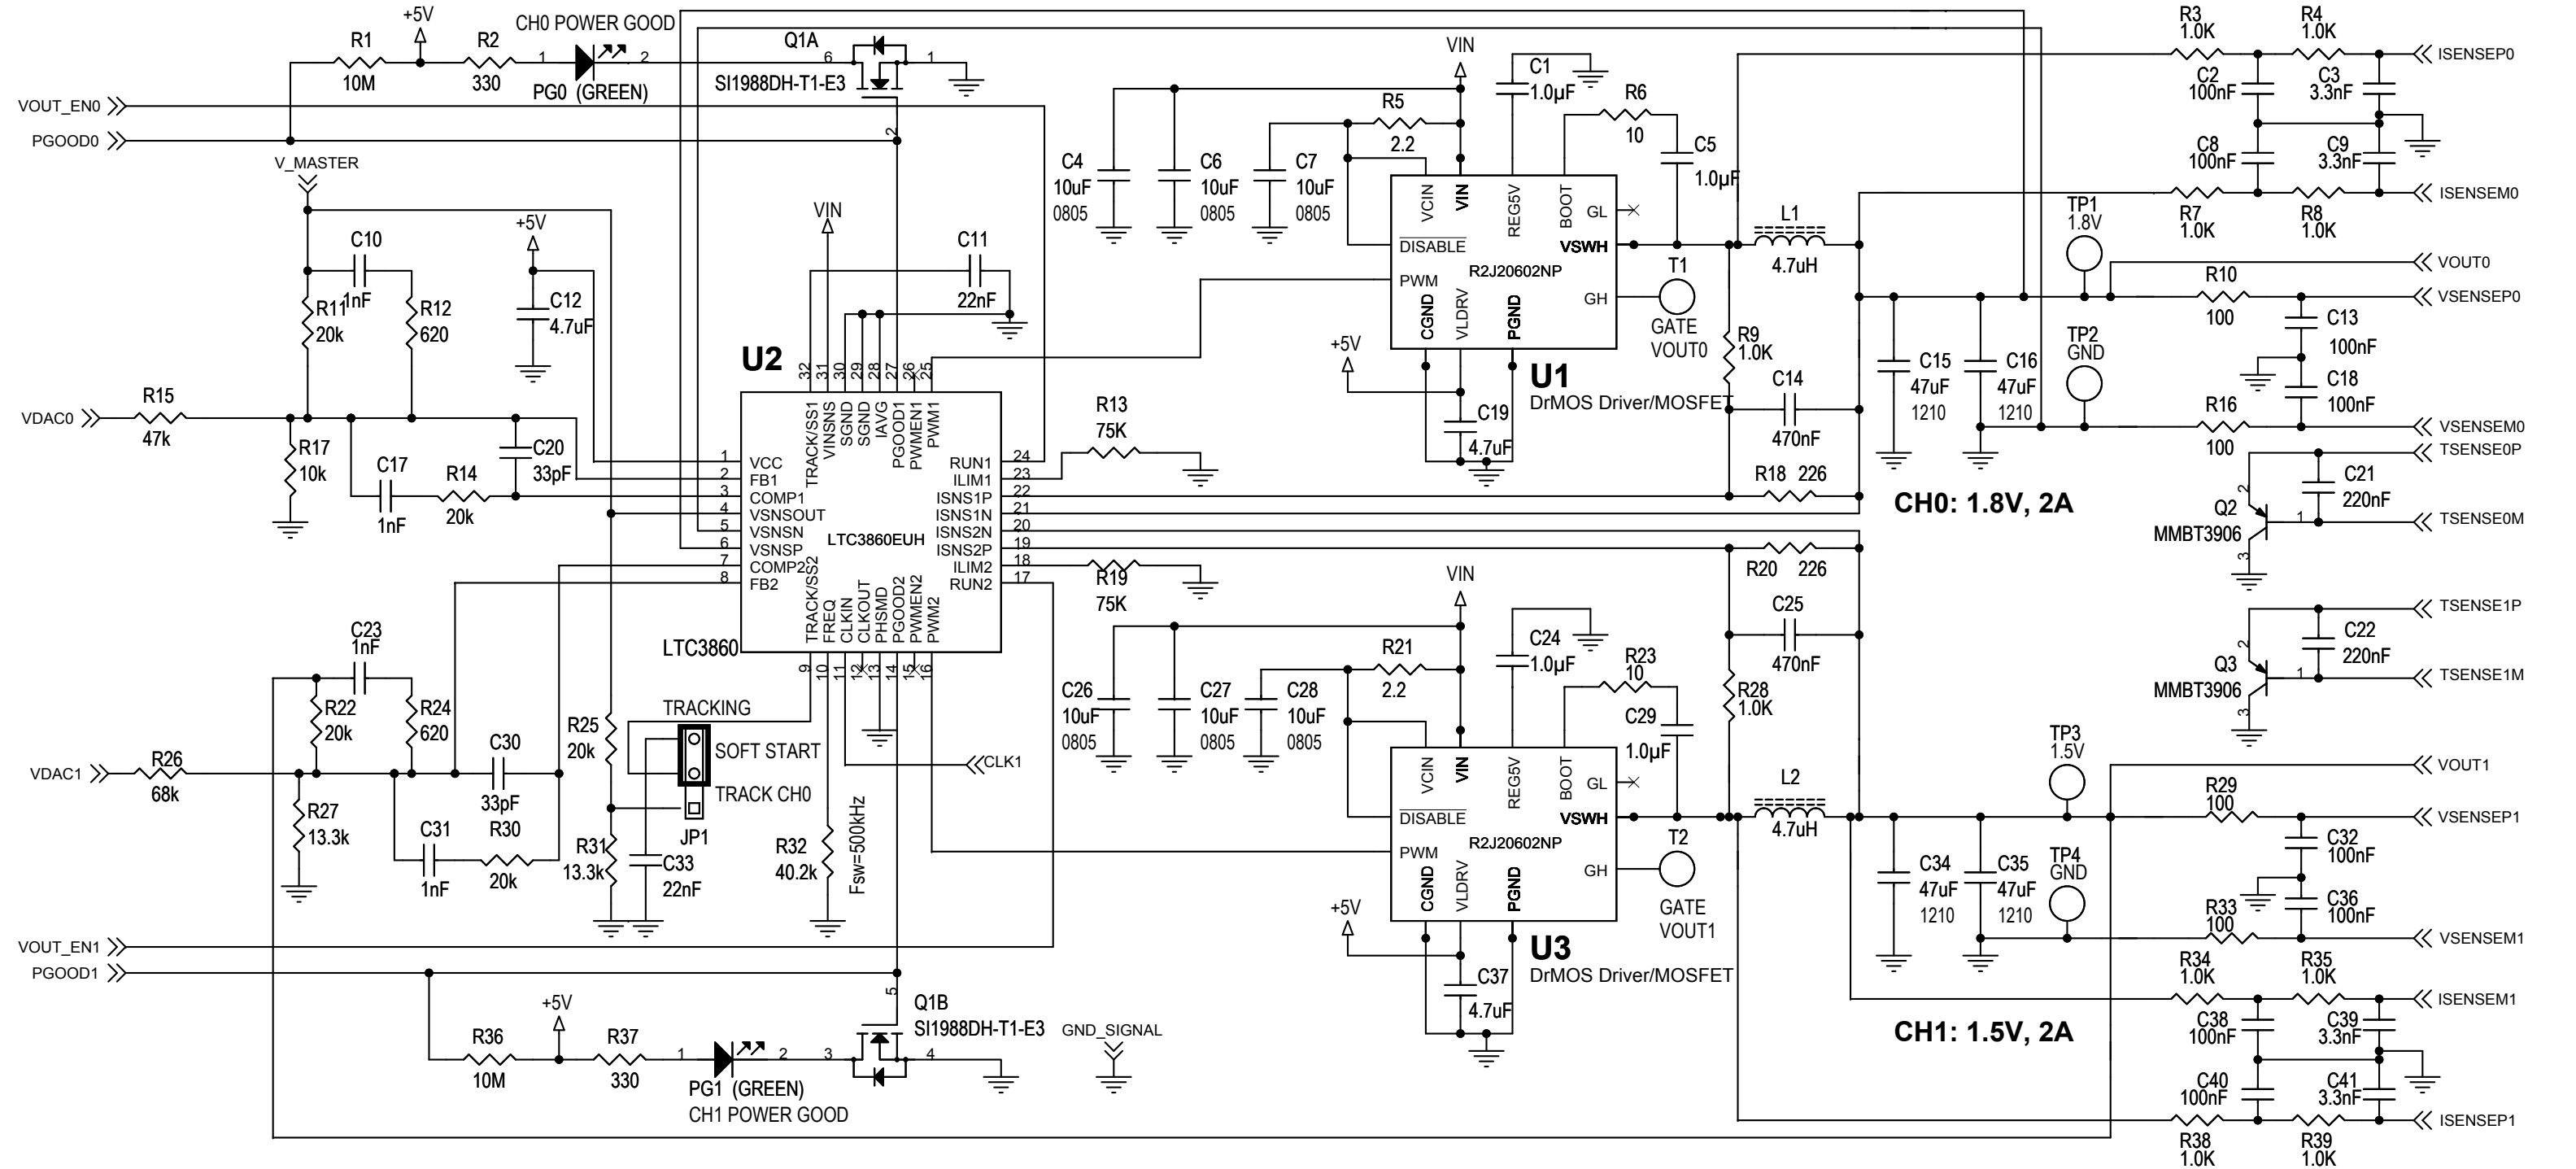 +5V
CH0 POWER GOOD
R1
10M
R2
330
1
2
PG0 (GREEN)
Q1A
6
1
SI1988DH-T1-E3
2
VOUT_EN0
PGOOD0
V_MASTER
C10
1nF
R11
20k
R12
620
+5V
C12
4.7uF
VIN
C11
22nF
VDAC0
R15
47k
R17
10k
C17
1nF
R14
20k
C20
33pF
U2
32 31 30 29 28 27 26 25
TRACK/SS1
VINSNS
SGND
SGND
IAVG
PGOOD1
PWMEN1
PWM1
1 VCC
2 FB1
3 COMP1
4 VSNSOUT
5 VSNSN
6 VSNSP
7 COMP2
8 FB2
LTC3860EUH
RUN1 24
ILIM1 23
ISNS1P 22
ISNS1N 21
ISNS2N 20
ISNS2P 19
ILIM2 18
RUN2 17
TRACK/SS2
FREQ
CLKIN
CLKOUT
PHSMD
PGOOD2
PWMEN2
PWM2
9 10 11 12 13 14 15 16
LTC3860
R13
75K
R19
75K
VIN
C1
1.0µF
R5
2.2
R6
10
C5
1.0µF
C4
10uF
0805
C6
10uF
0805
C7
10uF
0805
VCIN
VIN
REG5V
BOOT
GL
DISABLE
VSWH
R2J20602NP
PWM
GH
CGND
VLDRV
PGND
T1
GATE
VOUT0
+5V
C19
4.7uF
U1
DrMOS Driver/MOSFET
L1
4.7uH
R9
1.0K
C14
470nF
R18 226
C15
47uF
1210
C16
47uF
1210
TP1
1.8V
TP2
GND
CH0: 1.8V, 2A
R3
1.0K
R4
1.0K
ISENSEP0
C2
100nF
C3
3.3nF
C8
100nF
C9
3.3nF
R7
1.0K
R8
1.0K
ISENSEM0
VOUT0
R10
100
VSENSEP0
C13
100nF
C18
100nF
R16
100
VSENSEM0
TSENSE0P
C21
220nF
2
Q2
1
MMBT3906
3
TSENSE0M
TSENSE1P
C22
220nF
2
Q3
1
MMBT3906
3
TSENSE1M
R20 226
C25
470nF
R28
1.0K
VIN
C24
1.0µF
R21
2.2
R23
10
C29
1.0µF
C26
10uF
0805
C27
10uF
0805
C28
10uF
0805
VCIN
VIN
REG5V
BOOT
GL
DISABLE
VSWH
R2J20602NP
PWM
GH
CGND
VLDRV
PGND
T2
GATE
VOUT1
+5V
C37
4.7uF
U3
DrMOS Driver/MOSFET
L2
4.7uH
C34
47uF
1210
C35
47uF
1210
TP3
1.5V
TP4
GND
CH1: 1.5V, 2A
VOUT1
R29
100
VSENSEP1
C32
100nF
C36
100nF
R33
100
VSENSEM1
R34
1.0K
R35
1.0K
ISENSEM1
C38
100nF
C39
3.3nF
C40
100nF
C41
3.3nF
ISENSEP1
R38
1.0K
R39
1.0K
C23
1nF
R22
20k
R24
620
VDAC1
R26
68k
R27
13.3k
C30
33pF
C31
1nF
R30
20k
R25
20k
R31
13.3k
TRACKING
SOFT START
TRACK CH0
JP1
C33
22nF
R32
40.2k
Fsw=500kHz
CLK1
VOUT_EN1
PGOOD1
+5V
R36
10M
R37
330
1
2
PG1 (GREEN)
CH1 POWER GOOD
5
Q1B
SI1988DH-T1-E3
3
4
GND_SIGNAL